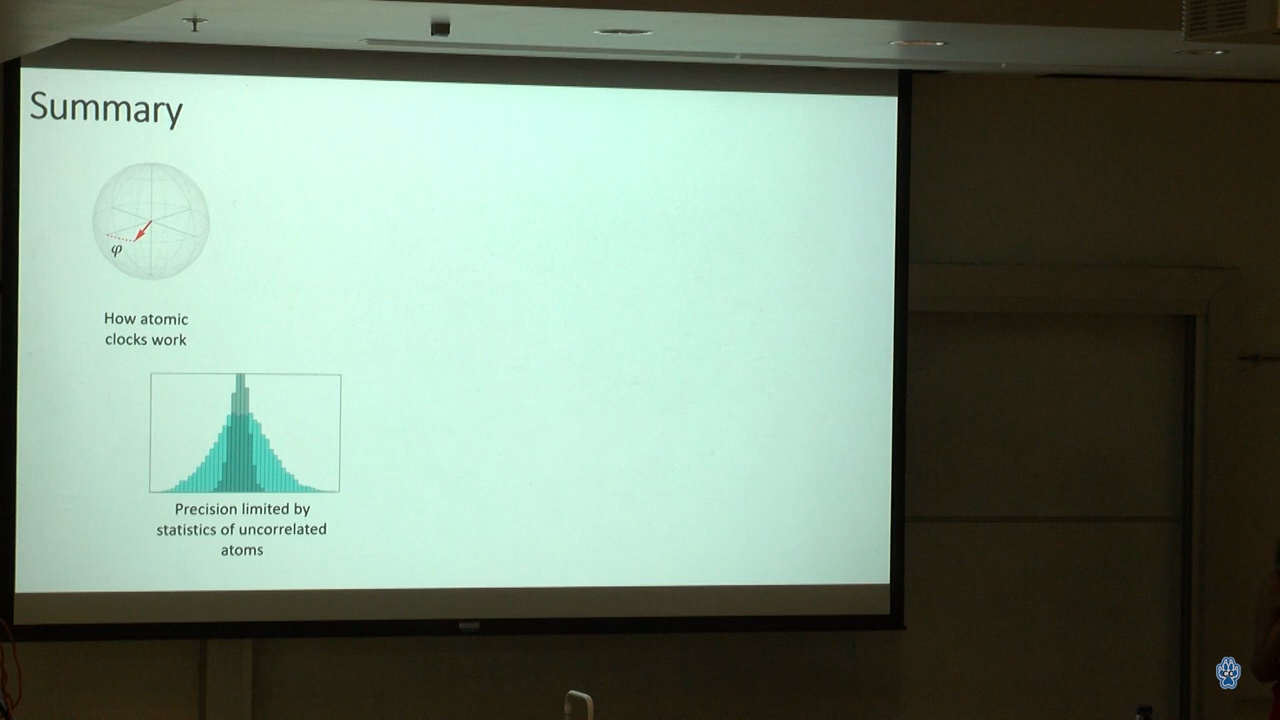 Summary
φ
How atomic
clocks work
Precision limited by
statistics of uncorrelated
atoms